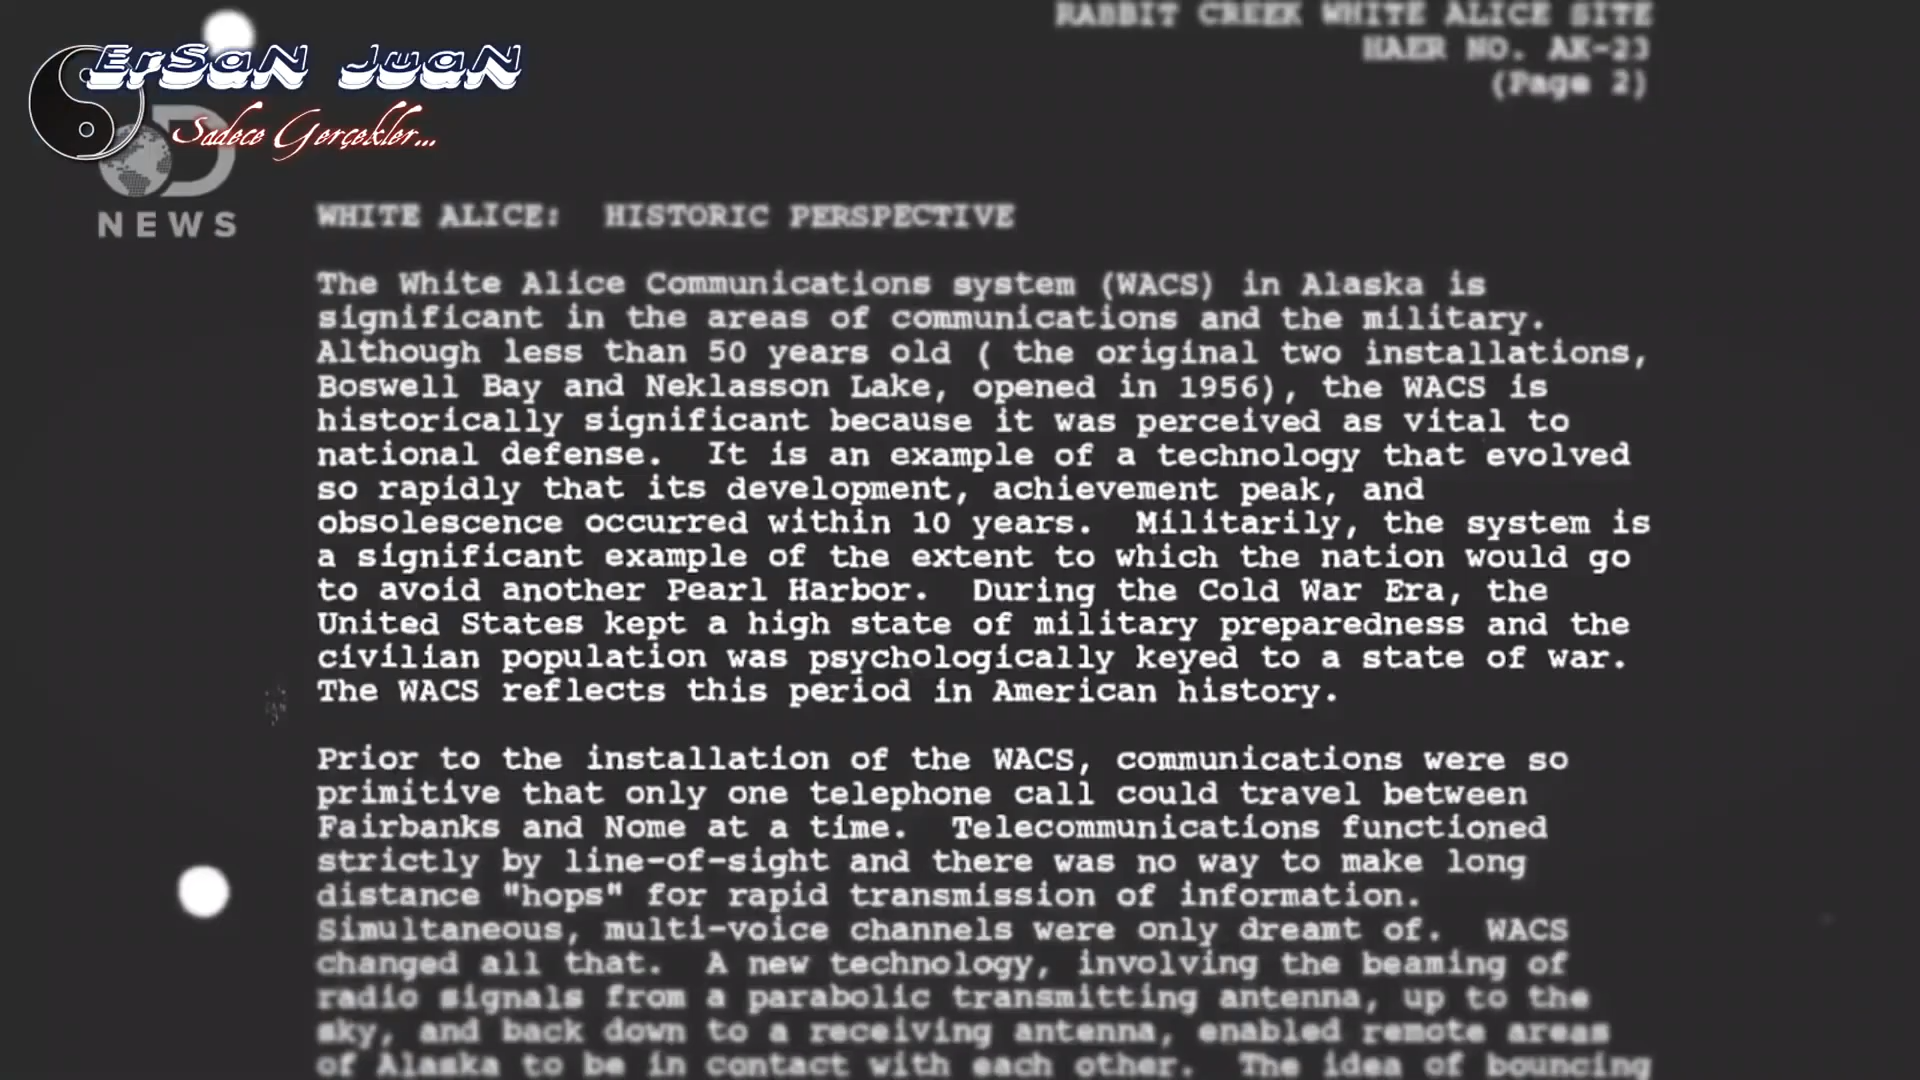 RABBIT CREEK WHITE ALICE SITE
HAER NO. AK-23
(Page 2)
ErSaN JuaN
Sadece Gerçekler...
D
NEWS
WHITE ALICE: HISTORIC PERSPECTIVE
The White Alice Communications system (WACS) in Alaska is
significant in the areas of communications and the military.
Although less than 50 years old ( the original two installations,
Boswell Bay and Neklasson Lake, opened in 1956), the WACS is
historically significant because it was perceived as vital to
national defense. It is an example of a technology that evolved
so rapidly that its development, achievement peak, and
obsolescence occurred within 10 years. Militarily, the system is
a significant example of the extent to which the nation would go
to avoid another Pearl Harbor. During the Cold War Era, the
United States kept a high state of military preparedness and the
civilian population was psychologically keyed to a state of war.
The WACS reflects this period in American history.
Prior to the installation of the WACS, communications were so
primitive that only one telephone call could travel between
Fairbanks and Nome at a time. Telecommunications functioned
strictly by line-of-sight and there was no way to make long
distance "hops" for rapid transmission of information.
Simultaneous, multi-voice channels were only dreamt of. WACS
changed all that. A new technology, involving the beaming of
radio signals from a parabolic transmitting antenna, up to the
sky, and back down to a receiving antenna, enabled remote areas
of Alaska to be in contact with each other. The idea of bouncing